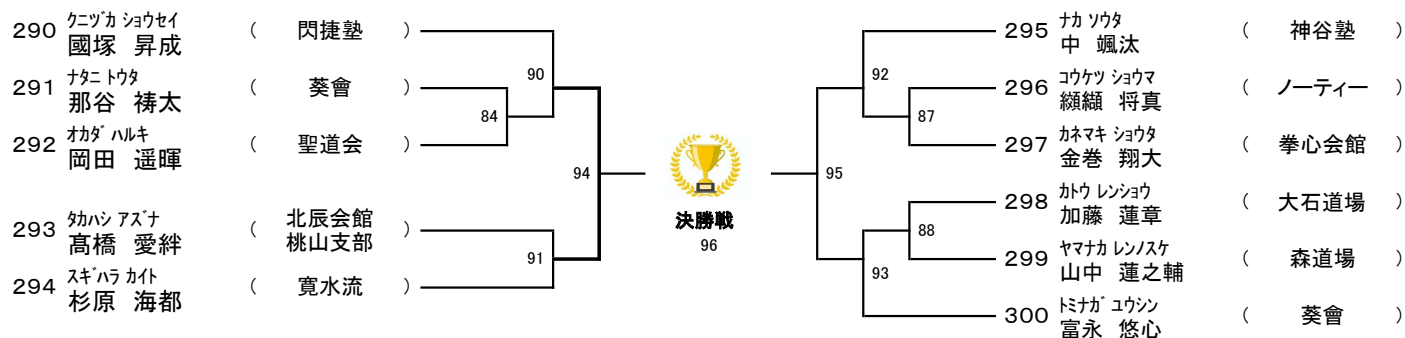 290 ｸﾆﾂﾞｶ ｼｮｳｾｲ
國塚 昇成 （ 閃捷塾 ）
291 ﾅﾀﾆ ﾄｳﾀ
那谷 祷太 （ 葵會 ）
292 ｵｶﾀﾞ ﾊﾙｷ
岡田 遥暉 （ 聖道会 ）
293 ﾀｶﾊｼ ｱｽﾞﾅ
髙橋 愛絆 （ 北辰会館
桃山支部 ）
294 ｽｷﾞﾊﾗ ｶｲﾄ
杉原 海都 （ 寛水流 ）
90
84
94
91
決勝戦
96
92
87
95
88
93
295 ﾅｶ ｿｳﾀ
中 颯汰 （ 神谷塾 ）
296 ｺｳｹﾂ ｼｮｳﾏ
纐纈 将真 （ ノーティー ）
297 ｶﾈﾏｷ ｼｮｳﾀ
金巻 翔大 （ 拳心会館 ）
298 ｶﾄｳ ﾚﾝｼｮｳ
加藤 蓮章 （ 大石道場 ）
299 ﾔﾏﾅｶ ﾚﾝﾉｽｹ
山中 蓮之輔 （ 森道場 ）
300 ﾄﾐﾅｶﾞ ﾕｳｼﾝ
富永 悠心 （ 葵會 ）